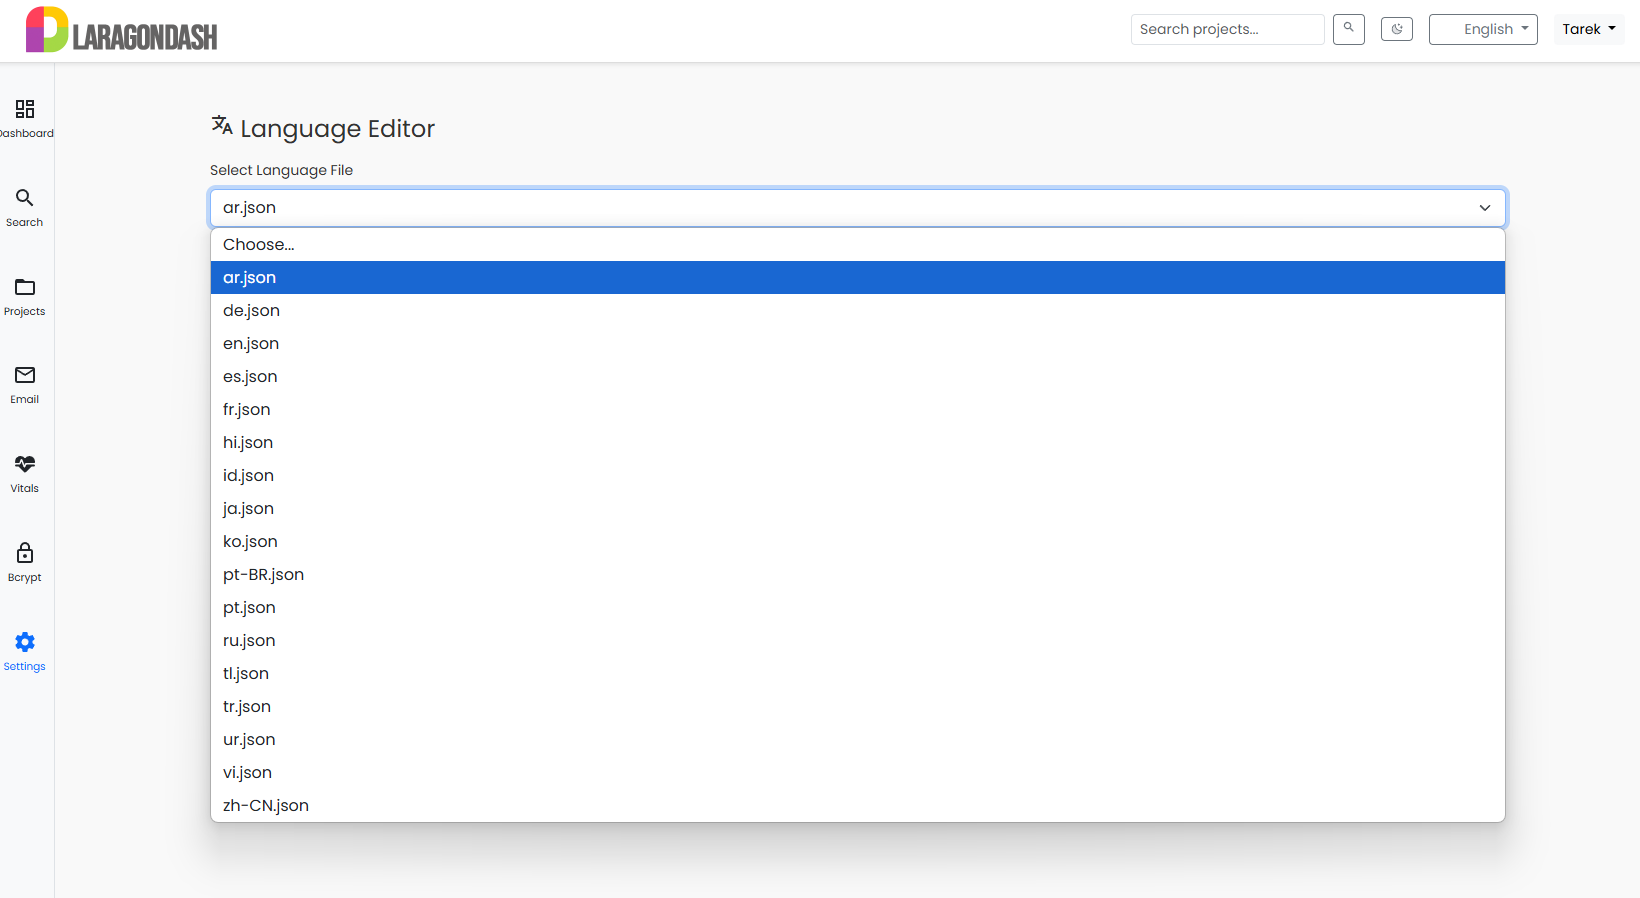 LARAGONDASH
Search projects...
English
Tarek
Dashboard
Search
Projects
Email
Vitals
Bcrypt
Settings
Language Editor
Select Language File
ar.json
Choose...
ar.json
de.json
en.json
es.json
fr.json
hi.json
id.json
ja.json
ko.json
pt-BR.json
pt.json
ru.json
tl.json
tr.json
ur.json
vi.json
zh-CN.json